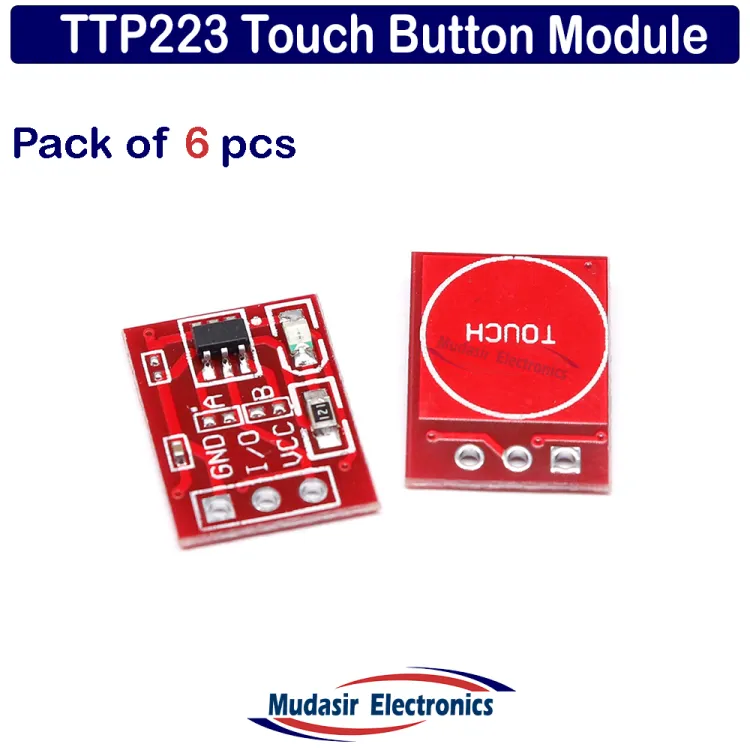 TTP223 Touch Button Module
Pack of 6 pcs
A
B
GND
I/O
VCC
121
TOUCH
Mudasir Electronics
Mudasir Electronics